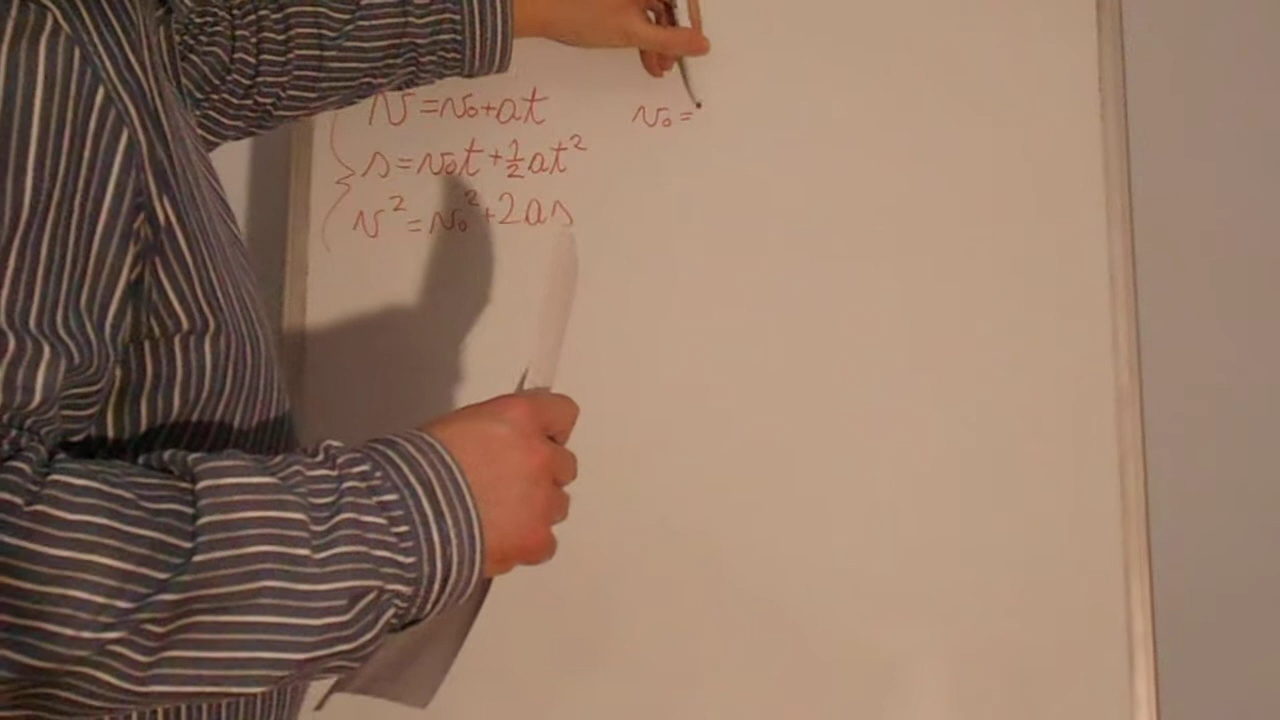 v = v₀ + at
s = v₀t + ½at²
v² = v₀² + 2as
v₀ =